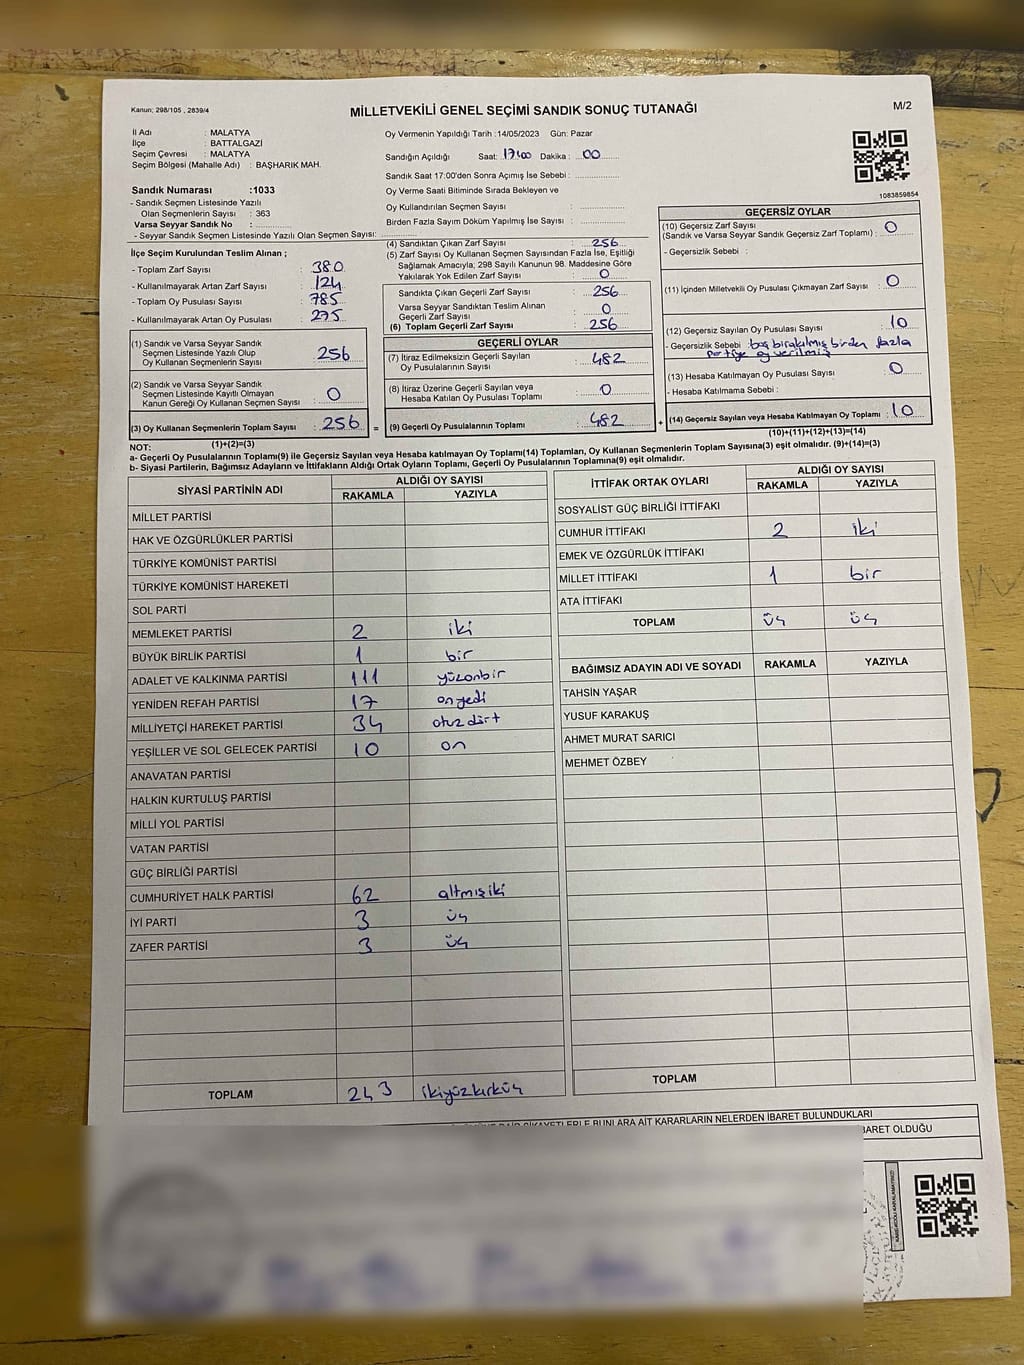 Kanun: 298/105 , 2839/4
MİLLETVEKİLİ GENEL SEÇİMİ SANDIK SONUÇ TUTANAĞI
M/2
İl Adı : MALATYA
İlçe : BATTALGAZİ
Seçim Çevresi : MALATYA
Seçim Bölgesi (Mahalle Adı) : BAŞHARIK MAH.
Sandık Numarası :1033
- Sandık Seçmen Listesinde Yazılı
Olan Seçmenlerin Sayısı : 363
Varsa Seyyar Sandık No :
- Seyyar Sandık Seçmen Listesinde Yazılı Olan Seçmen Sayısı:
Oy Vermenin Yapıldığı Tarih :14/05/2023 Gün: Pazar
Sandığın Açıldığı Saat: 17:00 Dakika : 00
Sandık Saat 17:00'den Sonra Açımış İse Sebebi :
Oy Verme Saati Bitiminde Sırada Bekleyen ve
Oy Kullandırılan Seçmen Sayısı :
Birden Fazla Sayım Döküm Yapılmış İse Sayısı :
1083859854
İlçe Seçim Kurulundan Teslim Alınan ;
- Toplam Zarf Sayısı : 380
- Kullanılmayarak Artan Zarf Sayısı : 124
- Toplam Oy Pusulası Sayısı : 785
- Kullanılmayarak Artan Oy Pusulası : 275
(4) Sandıktan Çıkan Zarf Sayısı : 256
(5) Zarf Sayısı Oy Kullanan Seçmen Sayısından Fazla İse, Eşitliği
Sağlamak Amacıyla; 298 Sayılı Kanunun 98. Maddesine Göre
Yakılarak Yok Edilen Zarf Sayısı : 0
Sandıkta Çıkan Geçerli Zarf Sayısı : 256
Varsa Seyyar Sandıktan Teslim Alınan
Geçerli Zarf Sayısı : 0
(6) Toplam Geçerli Zarf Sayısı : 256
GEÇERSİZ OYLAR
(10) Geçersiz Zarf Sayısı
(Sandık ve Varsa Seyyar Sandık Geçersiz Zarf Toplamı) : 0
- Geçersizlik Sebebi :
(11) İçinden Milletvekili Oy Pusulası Çıkmayan Zarf Sayısı : 0
(12) Geçersiz Sayılan Oy Pusulası Sayısı : 10
- Geçersizlik Sebebi : boş bırakılmış birden fazla
partiye oy verilmiş
(13) Hesaba Katılmayan Oy Pusulası Sayısı : 0
- Hesaba Katılmama Sebebi :
(14) Geçersiz Sayılan veya Hesaba Katılmayan Oy Toplamı : 10
(10)+(11)+(12)+(13)=(14)
(1) Sandık ve Varsa Seyyar Sandık
Seçmen Listesinde Yazılı Olup
Oy Kullanan Seçmenlerin Sayısı : 256
(2) Sandık ve Varsa Seyyar Sandık
Seçmen Listesinde Kayıtlı Olmayan
Kanun Gereği Oy Kullanan Seçmen Sayısı : 0
(3) Oy Kullanan Seçmenlerin Toplam Sayısı : 256 =
(1)+(2)=(3)
GEÇERLİ OYLAR
(7) İtiraz Edilmeksizin Geçerli Sayılan
Oy Pusulalarının Sayısı : 482
(8) İtiraz Üzerine Geçerli Sayılan veya
Hesaba Katılan Oy Pusulası Toplamı : 0
(9) Geçerli Oy Pusulalarının Toplamı : 482 +
NOT:
a- Geçerli Oy Pusulalarının Toplamı(9) ile Geçersiz Sayılan veya Hesaba katılmayan Oy Toplamı(14) Toplamları, Oy Kullanan Seçmenlerin Toplam Sayısına(3) eşit olmalıdır. (9)+(14)=(3)
b- Siyasi Partilerin, Bağımsız Adayların ve İttifakların Aldığı Ortak Oyların Toplamı, Geçerli Oy Pusulalarının Toplamına(9) eşit olmalıdır.
SİYASİ PARTİNİN ADI ALDIĞI OY SAYISI
RAKAMLA YAZIYLA
MİLLET PARTİSİ
HAK VE ÖZGÜRLÜKLER PARTİSİ
TÜRKİYE KOMÜNİST PARTİSİ
TÜRKİYE KOMÜNİST HAREKETİ
SOL PARTİ
MEMLEKET PARTİSİ 2 iki
BÜYÜK BİRLİK PARTİSİ 1 bir
ADALET VE KALKINMA PARTİSİ 111 yüzonbir
YENİDEN REFAH PARTİSİ 17 onyedi
MİLLİYETÇİ HAREKET PARTİSİ 34 otuzdört
YEŞİLLER VE SOL GELECEK PARTİSİ 10 on
ANAVATAN PARTİSİ
HALKIN KURTULUŞ PARTİSİ
MİLLİ YOL PARTİSİ
VATAN PARTİSİ
GÜÇ BİRLİĞİ PARTİSİ
CUMHURİYET HALK PARTİSİ 62 altmışiki
İYİ PARTİ 3 üç
ZAFER PARTİSİ 3 üç
TOPLAM 243 ikiyüzkırküç
İTTİFAK ORTAK OYLARI ALDIĞI OY SAYISI
RAKAMLA YAZIYLA
SOSYALİST GÜÇ BİRLİĞİ İTTİFAKI
CUMHUR İTTİFAKI 2 iki
EMEK VE ÖZGÜRLÜK İTTİFAKI
MİLLET İTTİFAKI 1 bir
ATA İTTİFAKI
TOPLAM üç üç
BAĞIMSIZ ADAYIN ADI VE SOYADI RAKAMLA YAZIYLA
TAHSİN YAŞAR
YUSUF KARAKUŞ
AHMET MURAT SARICI
MEHMET ÖZBEY
TOPLAM
BUNLARA AİT KARARLARIN NELERDEN İBARET BULUNDUKLARI
OLDUĞU